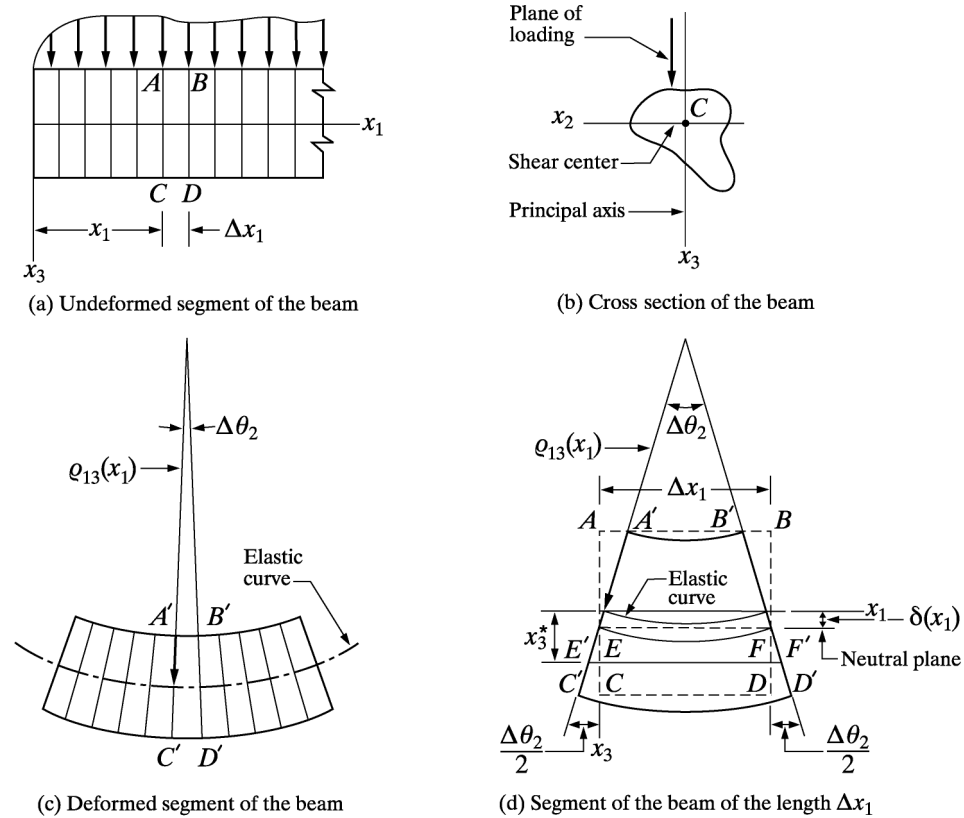 A B
x₁
C D
x₁ Δx₁
x₃
(a) Undeformed segment of the beam
Plane of
loading
C
x₂
Shear center
Principal axis
x₃
(b) Cross section of the beam
Δθ₂
ϱ₁₃(x₁)
Elastic
curve
A′ B′
C′ D′
(c) Deformed segment of the beam
Δθ₂
ϱ₁₃(x₁)
Δx₁
A A′ B′ B
Elastic
curve
x₁ δ(x₁)
x₃*
E′ E F F′
Neutral plane
C′ C D D′
Δθ₂
2
x₃
Δθ₂
2
(d) Segment of the beam of the length Δx₁